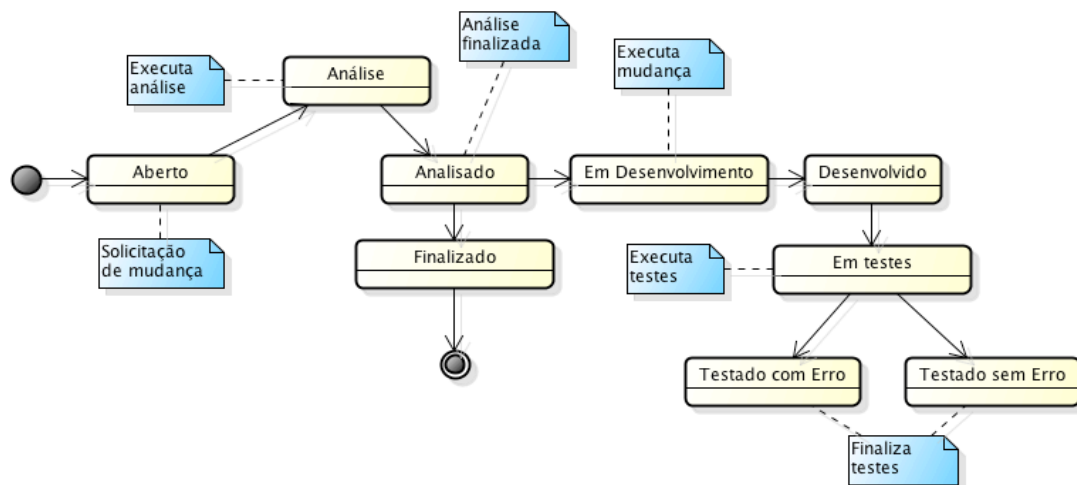 Análise
finalizada
Executa
mudança
Executa
análise
Análise
Aberto
Analisado
Em Desenvolvimento
Desenvolvido
Solicitação
de mudança
Finalizado
Executa
testes
Em testes
Testado com Erro
Testado sem Erro
Finaliza
testes